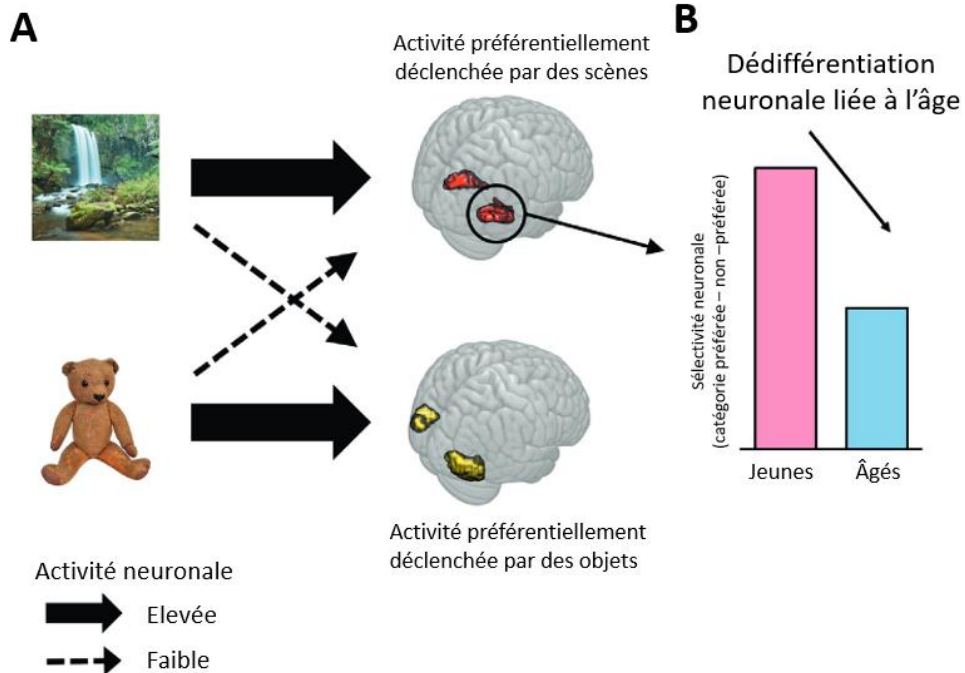 A
Activité préférentiellement
déclenchée par des scènes
Activité préférentiellement
déclenchée par des objets
Activité neuronale
Elevée
Faible
B
Dédifférentiation
neuronale liée à l’âge
Sélectivité neuronale
(catégorie préférée – non –préférée)
Jeunes
Âgés